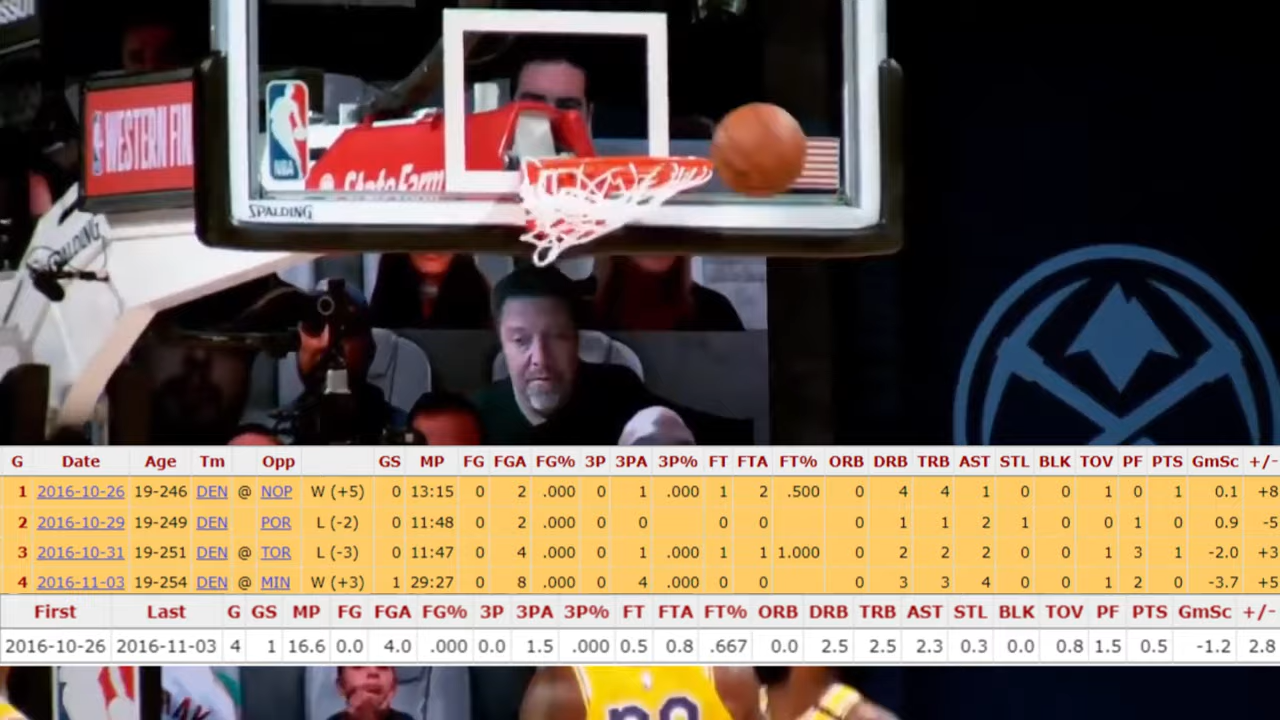 WESTERN FIN
NBA
StateFarm
SPALDING
SPALDING
G Date Age Tm Opp GS MP FG FGA FG% 3P 3PA 3P% FT FTA FT% ORB DRB TRB AST STL BLK TOV PF PTS GmSc +/-
1 2016-10-26 19-246 DEN @ NOP W (+5) 0 13:15 0 2 .000 0 1 .000 1 2 .500 0 4 4 1 0 0 1 0 1 0.1 +8
2 2016-10-29 19-249 DEN POR L (-2) 0 11:48 0 2 .000 0 0 0 0 0 1 1 2 1 0 0 1 0 0.9 -5
3 2016-10-31 19-251 DEN @ TOR L (-3) 0 11:47 0 4 .000 0 1 .000 1 1 1.000 0 2 2 2 0 0 1 3 1 -2.0 +3
4 2016-11-03 19-254 DEN @ MIN W (+3) 1 29:27 0 8 .000 0 4 .000 0 0 0 3 3 4 0 0 1 2 0 -3.7 +5
First Last G GS MP FG FGA FG% 3P 3PA 3P% FT FTA FT% ORB DRB TRB AST STL BLK TOV PF PTS GmSc +/-
2016-10-26 2016-11-03 4 1 16.6 0.0 4.0 .000 0.0 1.5 .000 0.5 0.8 .667 0.0 2.5 2.5 2.3 0.3 0.0 0.8 1.5 0.5 -1.2 2.8